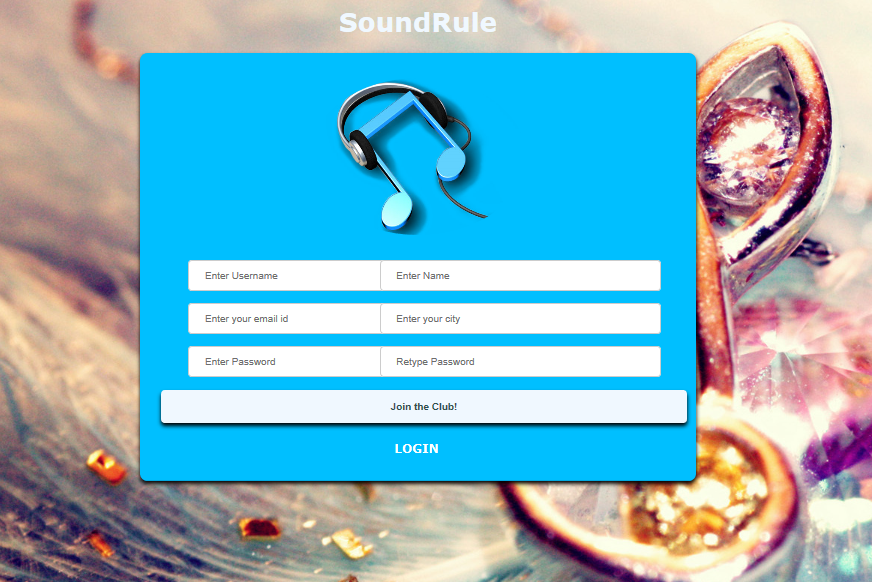 SoundRule
Enter Username Enter Name
Enter your email id Enter your city
Enter Password Retype Password
Join the Club!
LOGIN